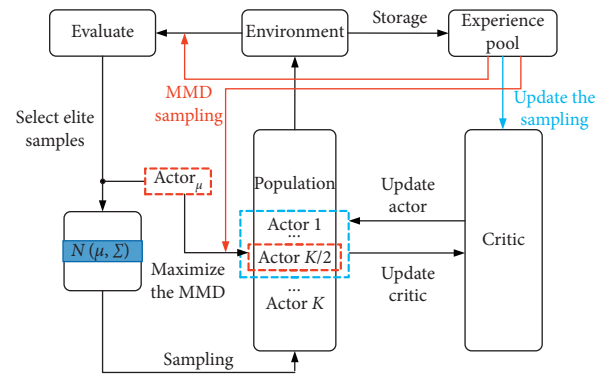 Evaluate
Environment
Storage
Experience
pool
MMD
sampling
Update the
sampling
Select elite
samples
Actorμ
Population
Actor 1
...
Actor K/2
...
Actor K
Update
actor
Critic
Update
critic
N (μ, Σ)
Maximize
the MMD
Sampling